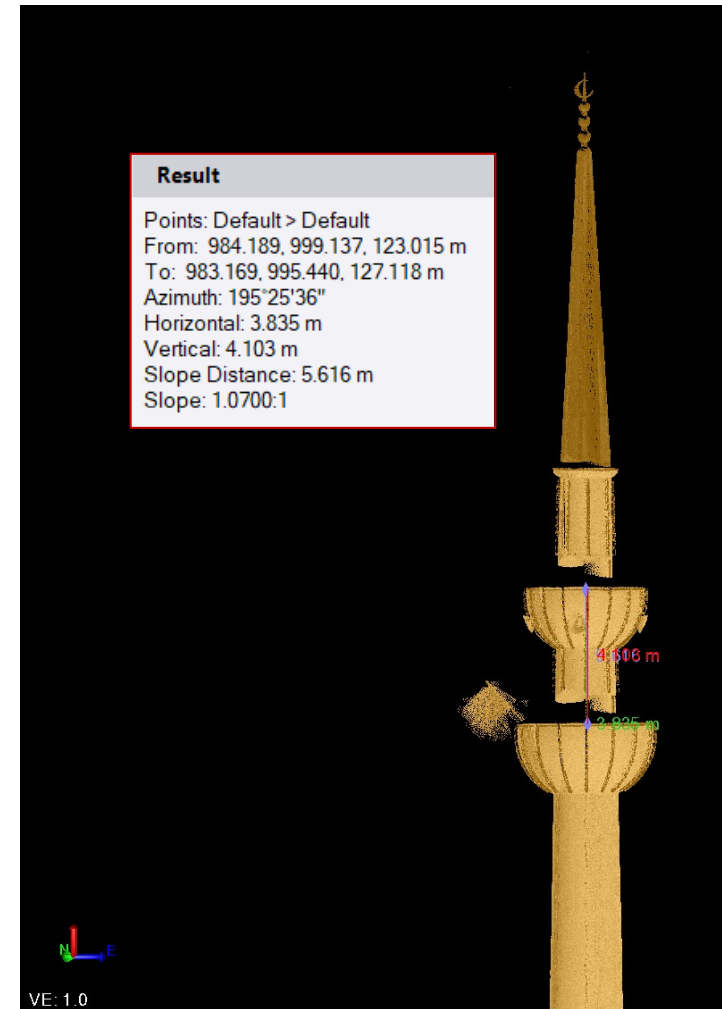 Result
Points: Default > Default
From: 984.189, 999.137, 123.015 m
To: 983.169, 995.440, 127.118 m
Azimuth: 195°25'36"
Horizontal: 3.835 m
Vertical: 4.103 m
Slope Distance: 5.616 m
Slope: 1.0700:1
m
3.835 m
N
E
VE: 1.0